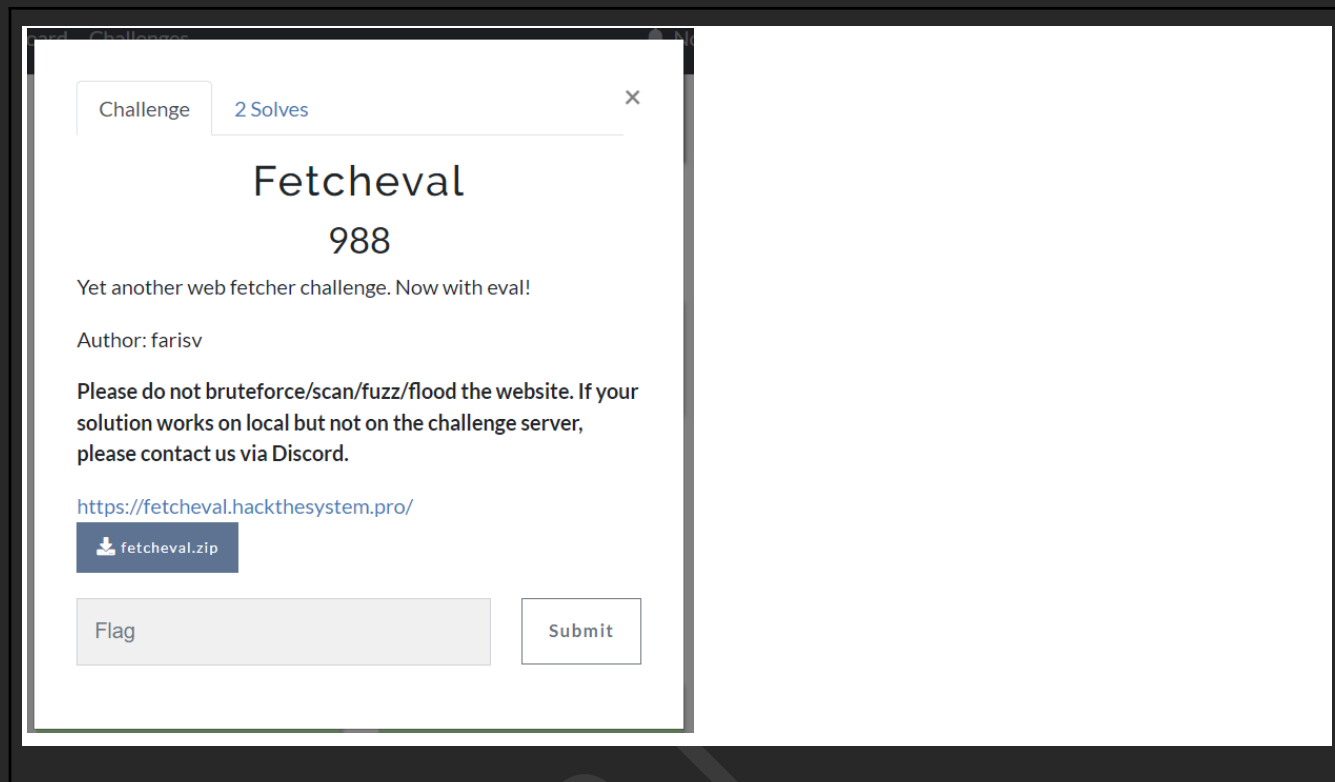 Challenges
Challenge
2 Solves
×
Fetcheval
988
Yet another web fetcher challenge. Now with eval!
Author: farisv
Please do not bruteforce/scan/fuzz/flood the website. If your
solution works on local but not on the challenge server,
please contact us via Discord.
https://fetcheval.hackthesystem.pro/
fetcheval.zip
Flag
Submit